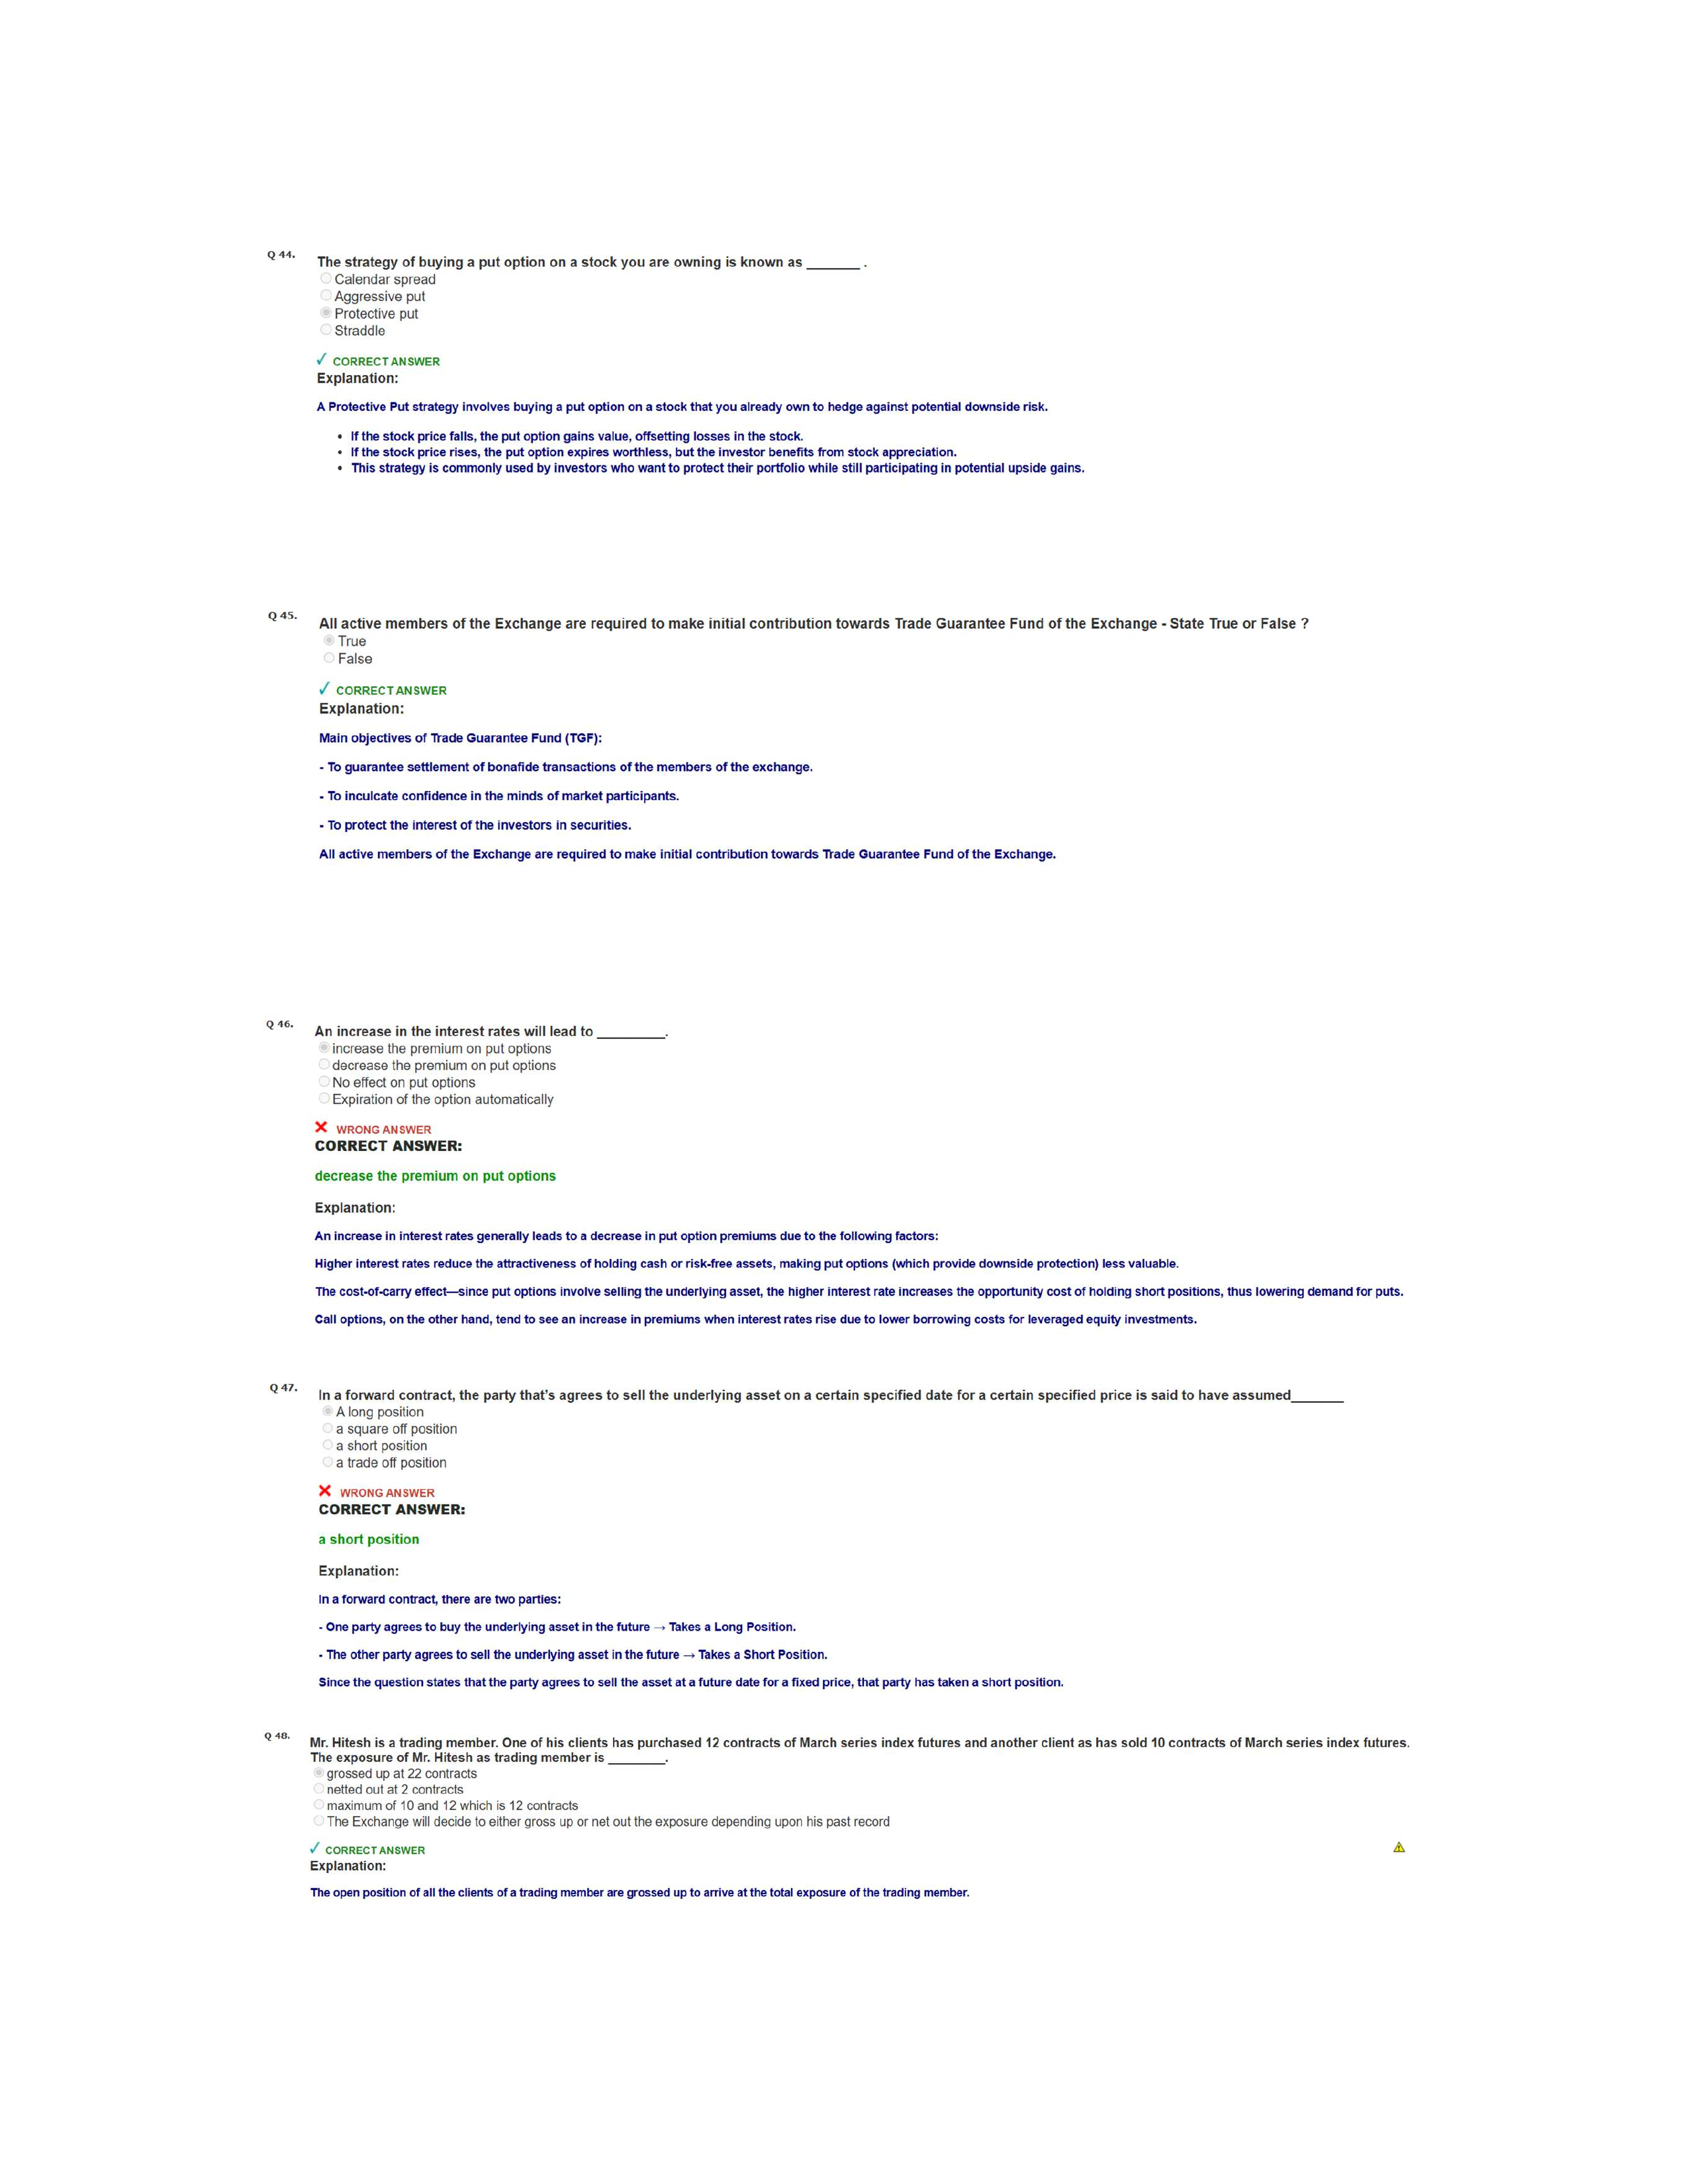 Q 44.
The strategy of buying a put option on a stock you are owning is known as _______ .
Calendar spread
Aggressive put
Protective put
Straddle
✓ CORRECT ANSWER
Explanation:
A Protective Put strategy involves buying a put option on a stock that you already own to hedge against potential downside risk.
• If the stock price falls, the put option gains value, offsetting losses in the stock.
• If the stock price rises, the put option expires worthless, but the investor benefits from stock appreciation.
• This strategy is commonly used by investors who want to protect their portfolio while still participating in potential upside gains.
Q 45.
All active members of the Exchange are required to make initial contribution towards Trade Guarantee Fund of the Exchange - State True or False ?
True
False
✓ CORRECT ANSWER
Explanation:
Main objectives of Trade Guarantee Fund (TGF):
- To guarantee settlement of bonafide transactions of the members of the exchange.
- To inculcate confidence in the minds of market participants.
- To protect the interest of the investors in securities.
All active members of the Exchange are required to make initial contribution towards Trade Guarantee Fund of the Exchange.
Q 46.
An increase in the interest rates will lead to _________.
increase the premium on put options
decrease the premium on put options
No effect on put options
Expiration of the option automatically
✕ WRONG ANSWER
CORRECT ANSWER:
decrease the premium on put options
Explanation:
An increase in interest rates generally leads to a decrease in put option premiums due to the following factors:
Higher interest rates reduce the attractiveness of holding cash or risk-free assets, making put options (which provide downside protection) less valuable.
The cost-of-carry effect—since put options involve selling the underlying asset, the higher interest rate increases the opportunity cost of holding short positions, thus lowering demand for puts.
Call options, on the other hand, tend to see an increase in premiums when interest rates rise due to lower borrowing costs for leveraged equity investments.
Q 47.
In a forward contract, the party that's agrees to sell the underlying asset on a certain specified date for a certain specified price is said to have assumed_______
A long position
a square off position
a short position
a trade off position
✕ WRONG ANSWER
CORRECT ANSWER:
a short position
Explanation:
In a forward contract, there are two parties:
- One party agrees to buy the underlying asset in the future → Takes a Long Position.
- The other party agrees to sell the underlying asset in the future → Takes a Short Position.
Since the question states that the party agrees to sell the asset at a future date for a fixed price, that party has taken a short position.
Q 48.
Mr. Hitesh is a trading member. One of his clients has purchased 12 contracts of March series index futures and another client as has sold 10 contracts of March series index futures.
The exposure of Mr. Hitesh as trading member is ________.
grossed up at 22 contracts
netted out at 2 contracts
maximum of 10 and 12 which is 12 contracts
The Exchange will decide to either gross up or net out the exposure depending upon his past record
✓ CORRECT ANSWER
Explanation:
The open position of all the clients of a trading member are grossed up to arrive at the total exposure of the trading member.